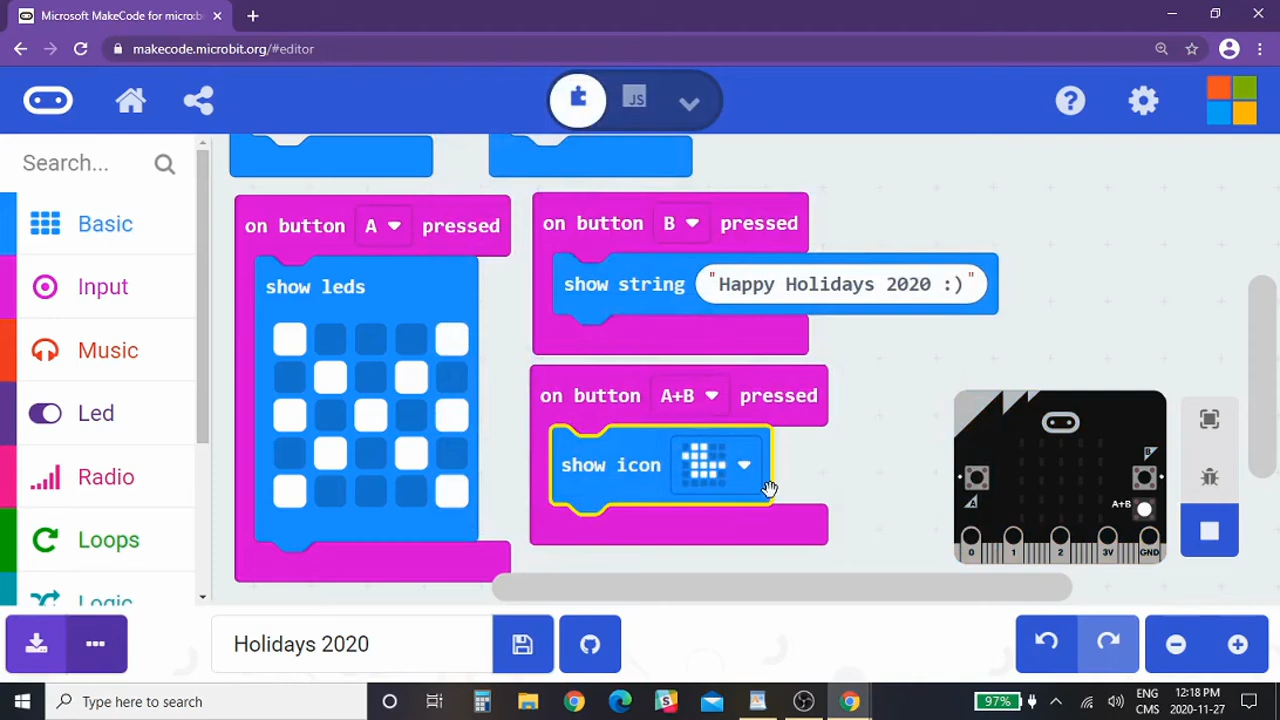 Microsoft MakeCode for micro:b
makecode.microbit.org/#editor
JS
Search...
Basic
Input
Music
Led
Radio
Loops
Logic
on button A pressed
show leds
on button B pressed
show string "Happy Holidays 2020 :)"
on button A+B pressed
show icon
B
A
A+B
0 1 2 3V GND
Holidays 2020
Type here to search
97%
ENG
CMS
12:18 PM
2020-11-27